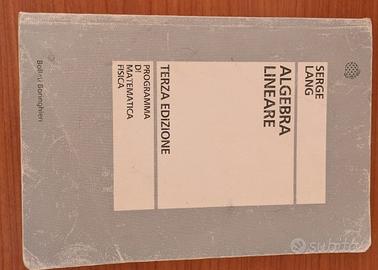 SERGE
LANG
ALGEBRA
LINEARE
TERZA EDIZIONE
PROGRAMMA
DI
MATEMATICA
FISICA
Bollati Boringhieri
subito